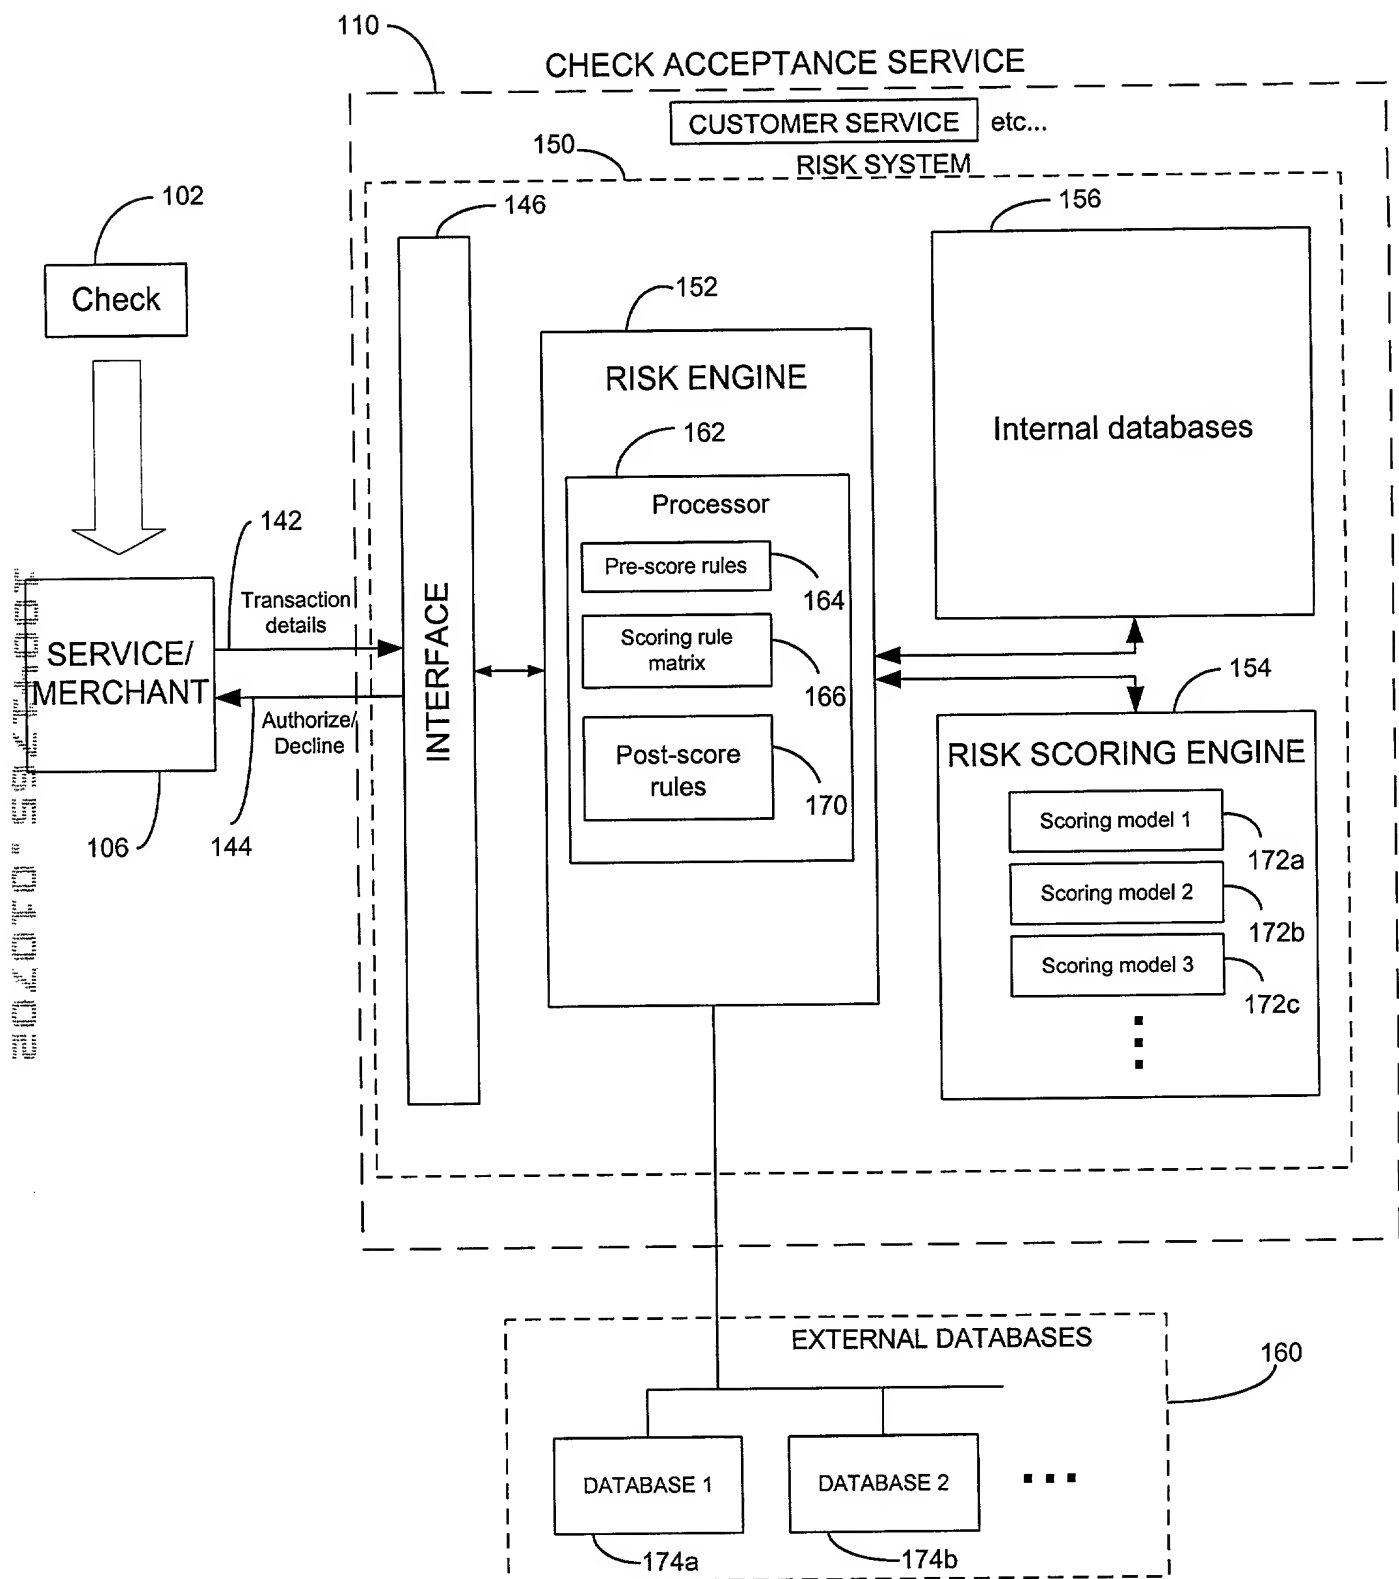 110
CHECK ACCEPTANCE SERVICE
CUSTOMER SERVICE etc...
150
RISK SYSTEM
102
146
156
Check
152
RISK ENGINE
Internal databases
162
Processor
142
Pre-score rules
164
Transaction
details
Scoring rule
matrix
166
SERVICE/
MERCHANT
INTERFACE
154
Authorize/
Decline
RISK SCORING ENGINE
Post-score
rules
170
Scoring model 1
172a
106
144
Scoring model 2
172b
Scoring model 3
172c
EXTERNAL DATABASES
160
DATABASE 1
DATABASE 2
174a
174b